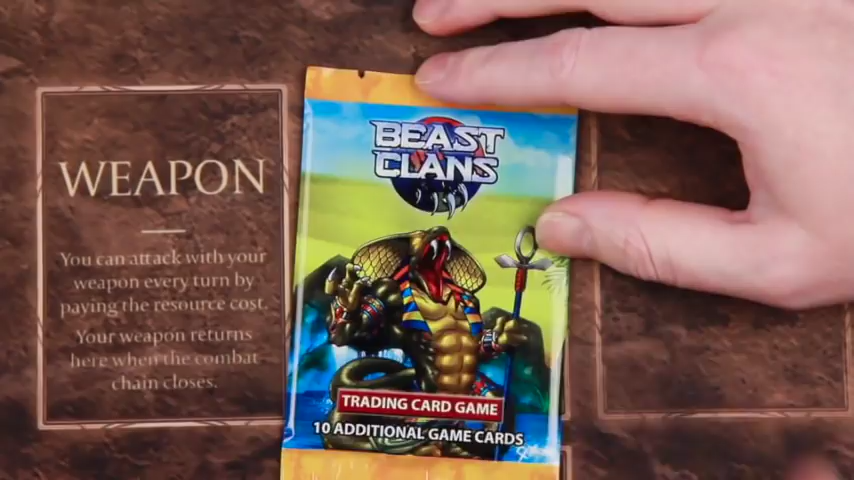 WEAPON
You can attack with your
weapon every turn by
paying the resource cost.
Your weapon returns
here when the combat
chain closes.
BEAST
CLANS
TRADING CARD GAME
10 ADDITIONAL GAME CARDS